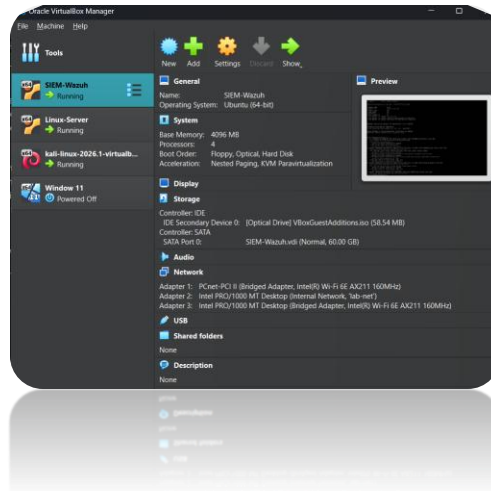 Oracle VirtualBox Manager
File Machine Help
Tools
New Add Settings Discard Show
SIEM-Wazuh
Running
Linux-Server
Running
kali-linux-2026.1-virtualb...
Running
Window 11
Powered Off
General
Name: SIEM-Wazuh
Operating System: Ubuntu (64-bit)
System
Base Memory: 4096 MB
Processors: 4
Boot Order: Floppy, Optical, Hard Disk
Acceleration: Nested Paging, KVM Paravirtualization
Display
Storage
Controller: IDE
IDE Secondary Device 0: [Optical Drive] VBoxGuestAdditions.iso (58.54 MB)
Controller: SATA
SATA Port 0: SIEM-Wazuh.vdi (Normal, 60.00 GB)
Audio
Network
Adapter 1: PCnet-PCI II (Bridged Adapter, Intel(R) Wi-Fi 6E AX211 160MHz)
Adapter 2: Intel PRO/1000 MT Desktop (Internal Network, 'lab-net')
Adapter 3: Intel PRO/1000 MT Desktop (Bridged Adapter, Intel(R) Wi-Fi 6E AX211 160MHz)
USB
Shared folders
None
Description
None
Preview